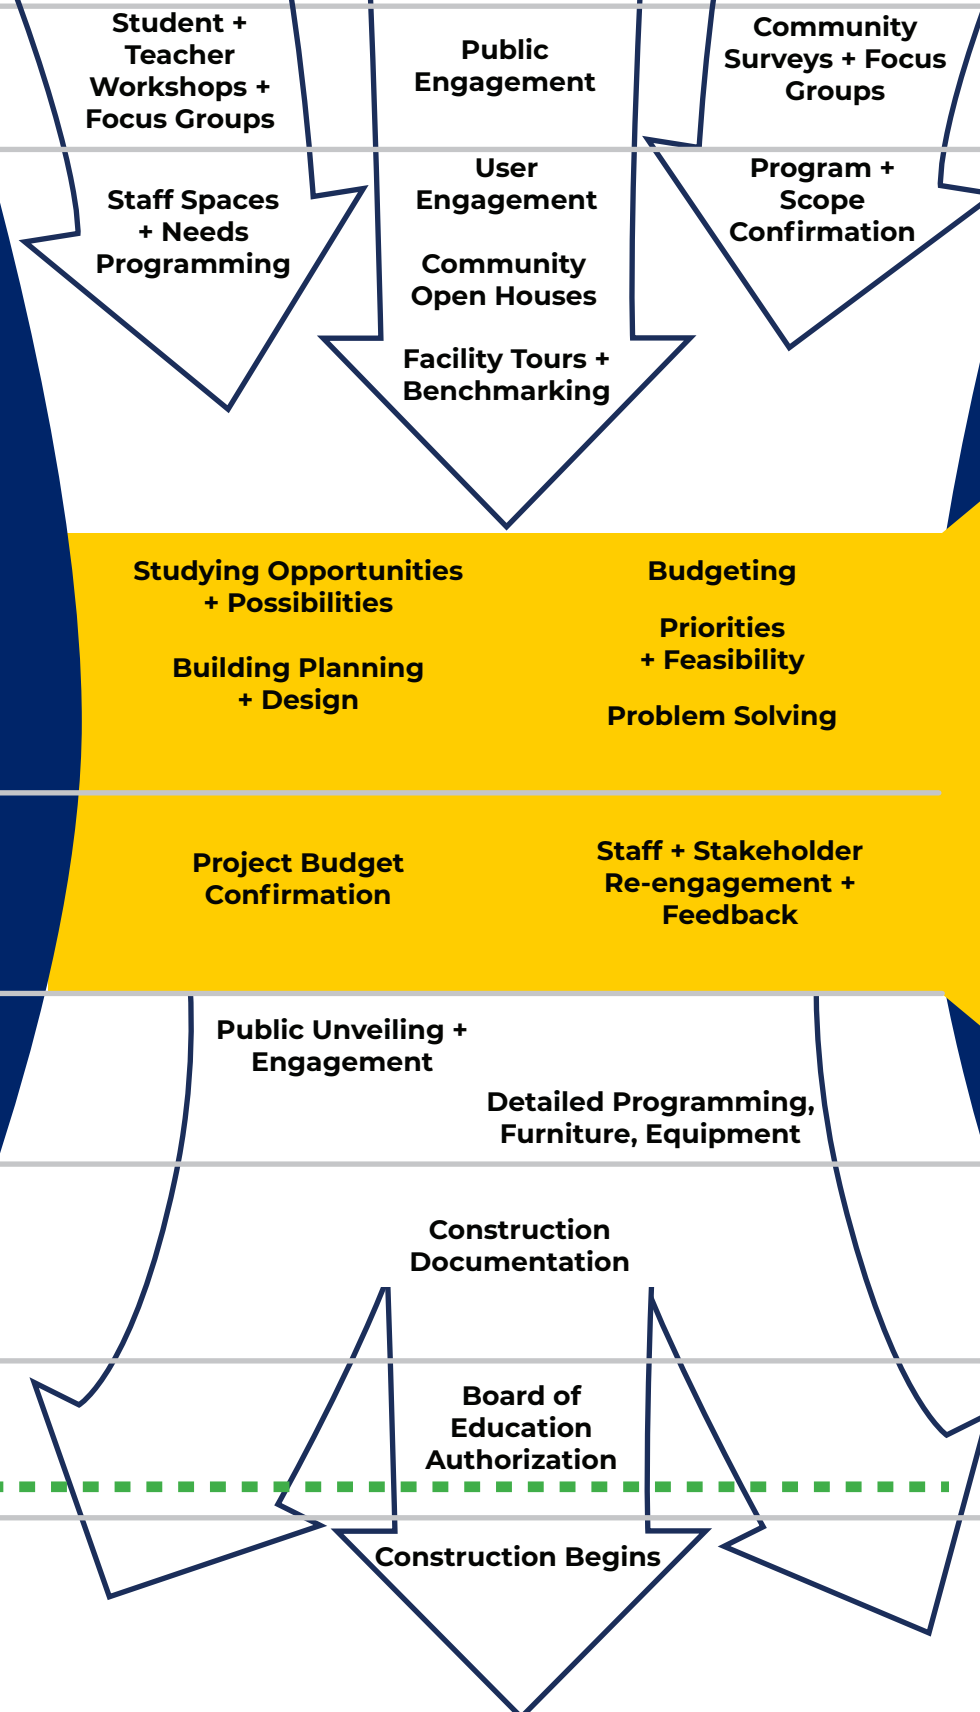 Student +
Teacher
Workshops +
Focus Groups
Public
Engagement
Community
Surveys + Focus
Groups
Staff Spaces
+ Needs
Programming
User
Engagement
Community
Open Houses
Facility Tours +
Benchmarking
Program +
Scope
Confirmation
Studying Opportunities
+ Possibilities
Building Planning
+ Design
Budgeting
Priorities
+ Feasibility
Problem Solving
Project Budget
Confirmation
Staff + Stakeholder
Re-engagement +
Feedback
Public Unveiling +
Engagement
Detailed Programming,
Furniture, Equipment
Construction
Documentation
Board of
Education
Authorization
Construction Begins